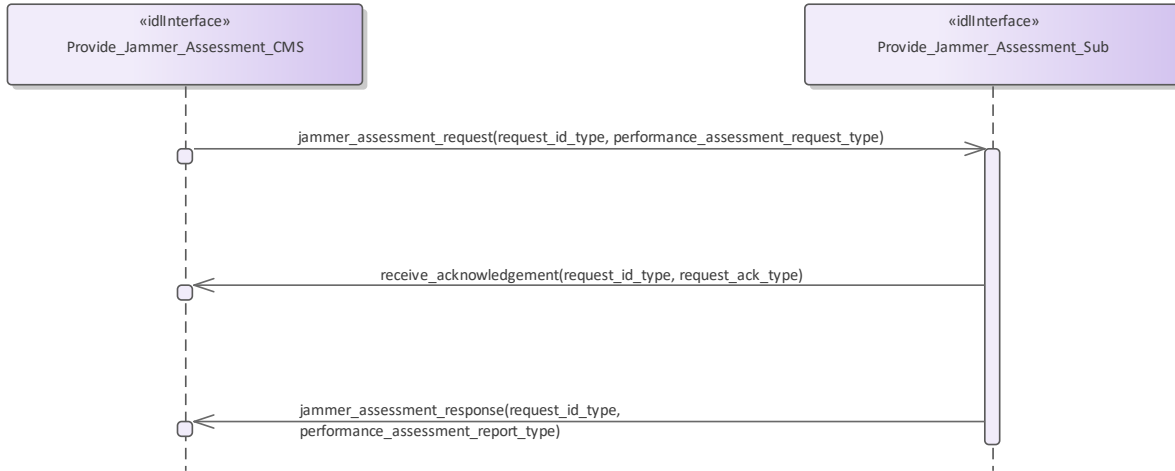 «idlInterface»
Provide_Jammer_Assessment_CMS
«idlInterface»
Provide_Jammer_Assessment_Sub
jammer_assessment_request(request_id_type, performance_assessment_request_type)
receive_acknowledgement(request_id_type, request_ack_type)
jammer_assessment_response(request_id_type,
performance_assessment_report_type)